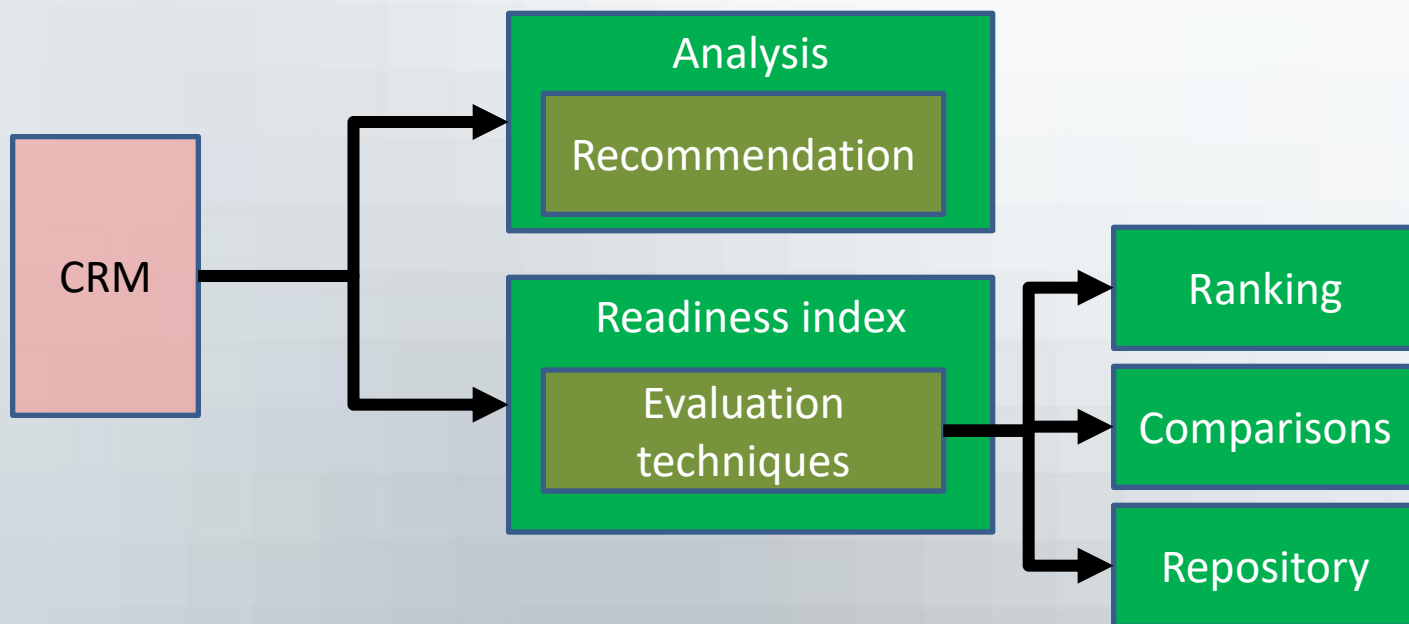 CRM
Analysis
Recommendation
Readiness index
Evaluation
techniques
Ranking
Comparisons
Repository